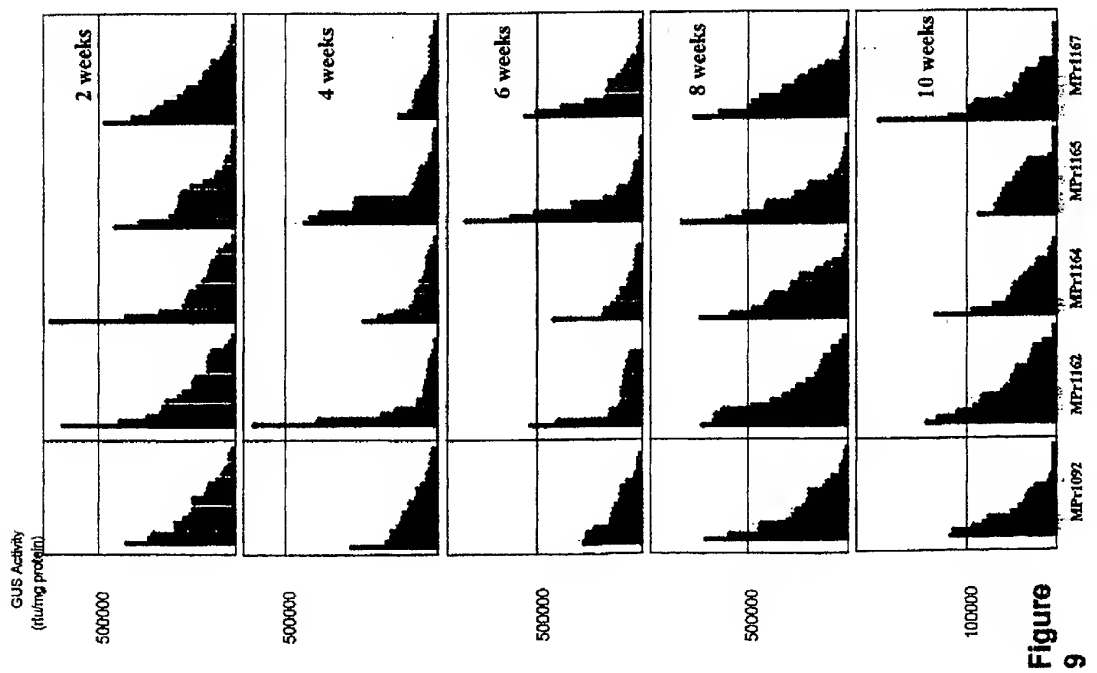 GUS Activity
(rlu/mg protein)
500000
2 weeks
500000
4 weeks
500000
6 weeks
500000
8 weeks
100000
10 weeks
MPr1092
MPr1162
MPr1164
MPr1165
MPr1167
Figure
9